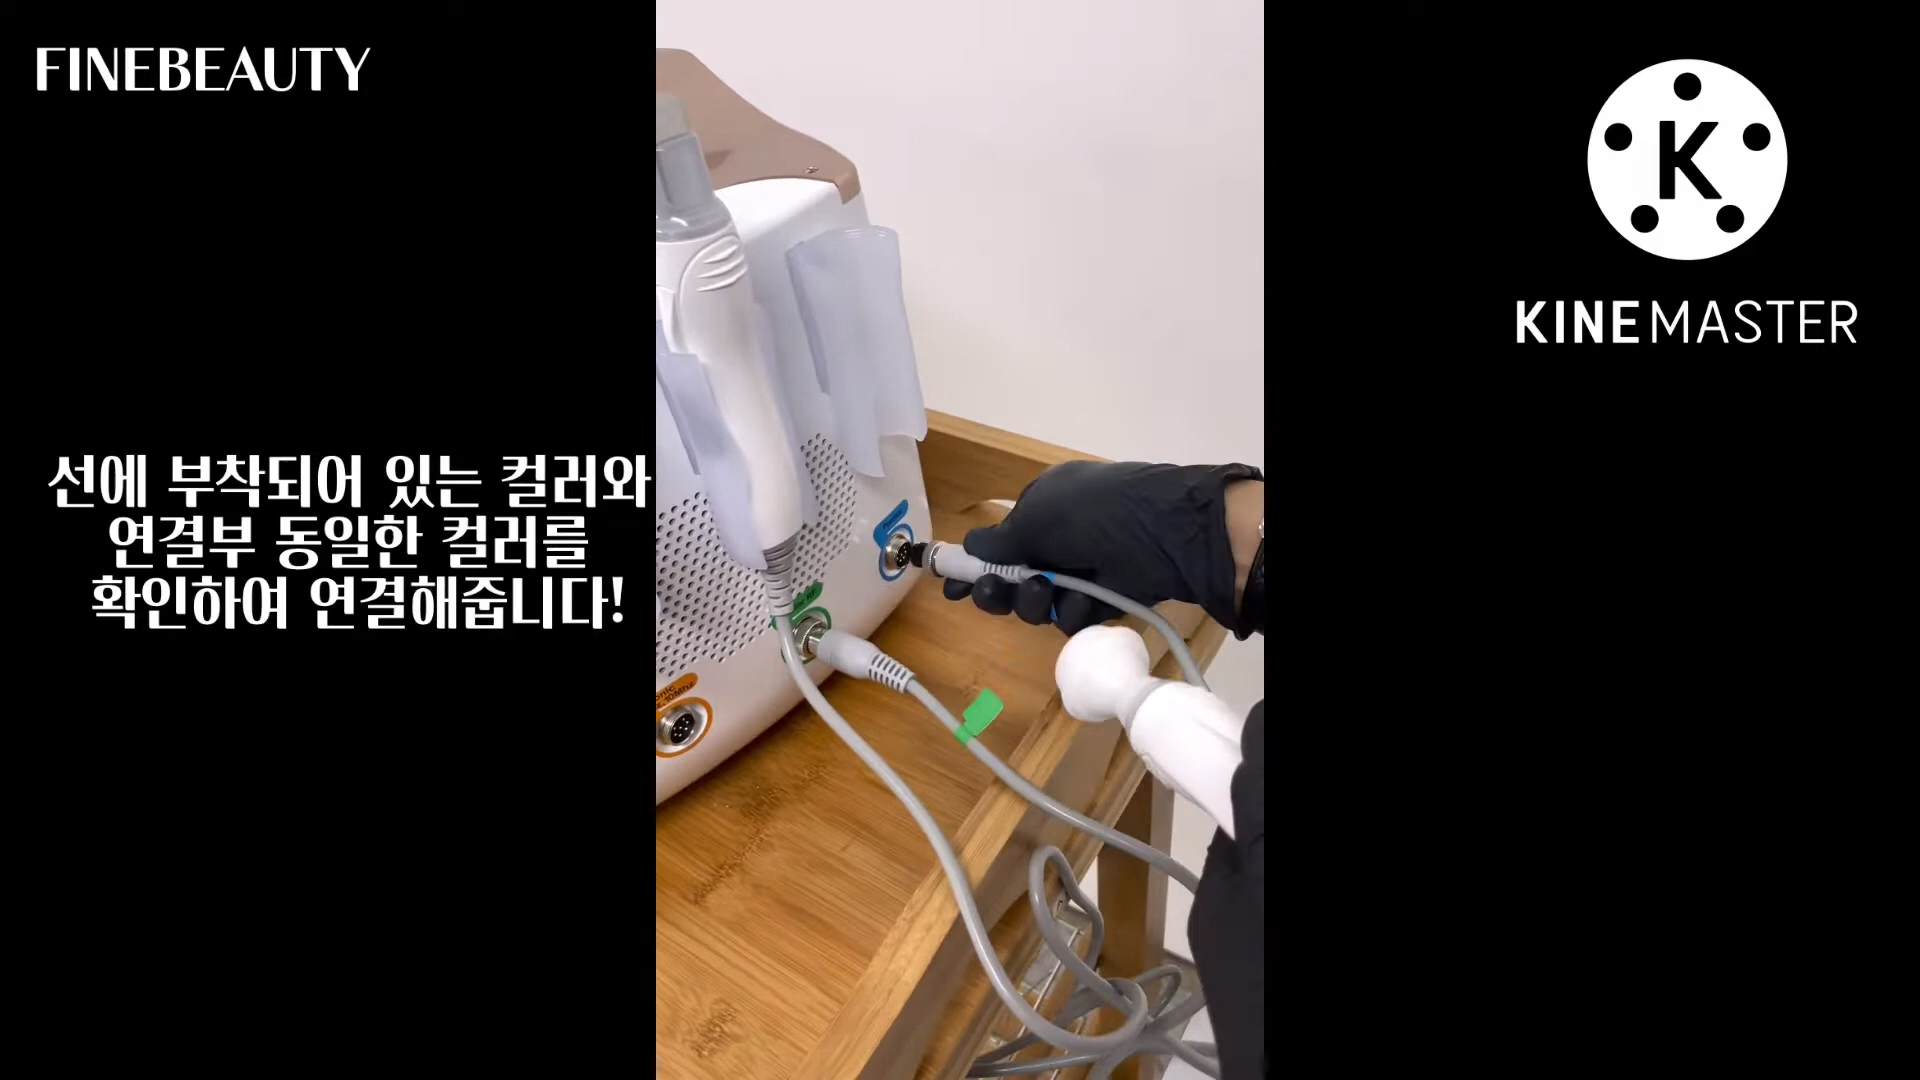 FINEBEAUTY
K
KINEMASTER
선에 부착되어 있는 컬러와
연결부 동일한 컬러를
확인하여 연결해줍니다!